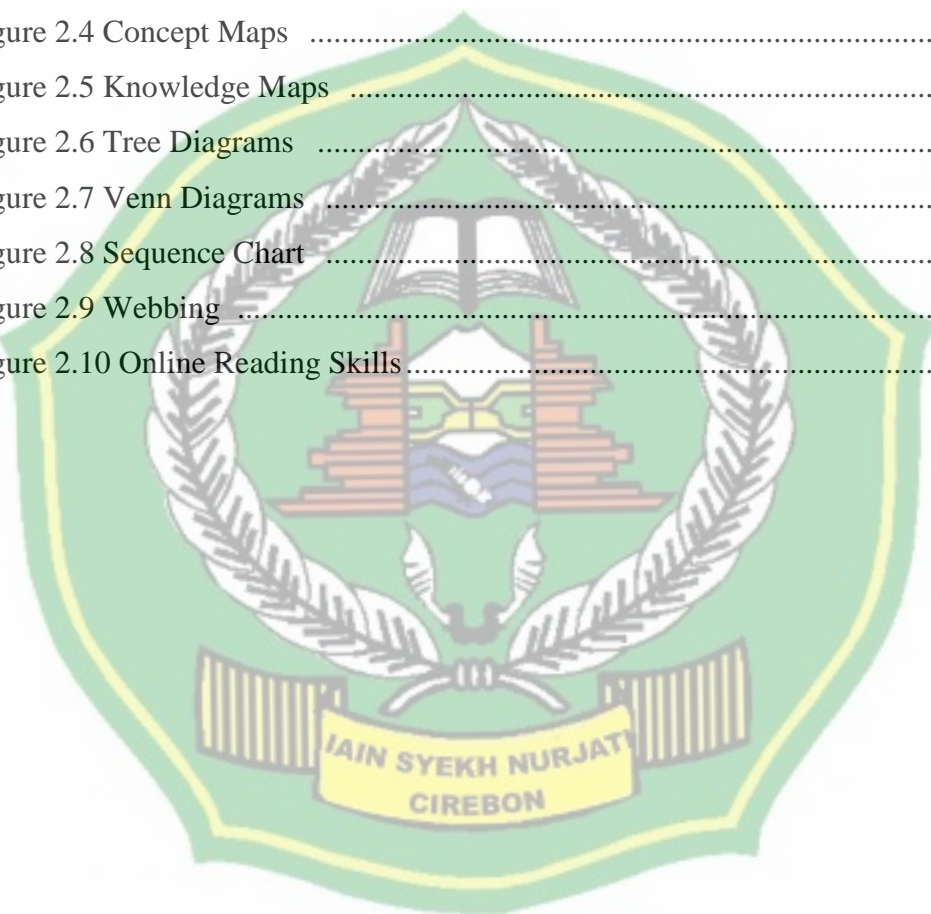 gure 2.4 Concept Maps ................................................................................
gure 2.5 Knowledge Maps ...........................................................................
gure 2.6 Tree Diagrams ...............................................................................
gure 2.7 Venn Diagrams ..............................................................................
gure 2.8 Sequence Chart ..............................................................................
gure 2.9 Webbing .........................................................................................
gure 2.10 Online Reading Skills ..................................................................
IAIN SYEKH NURJATI
CIREBON